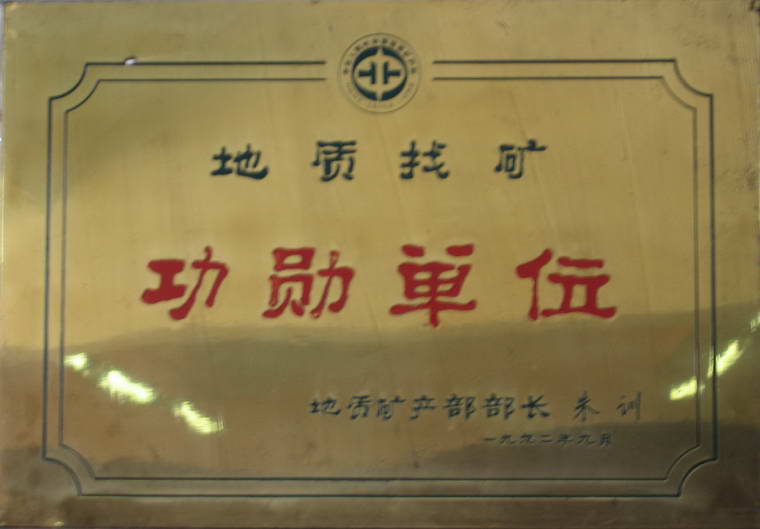 地质找矿
功勋单位
地质矿产部部长 朱训
一九九二年九月